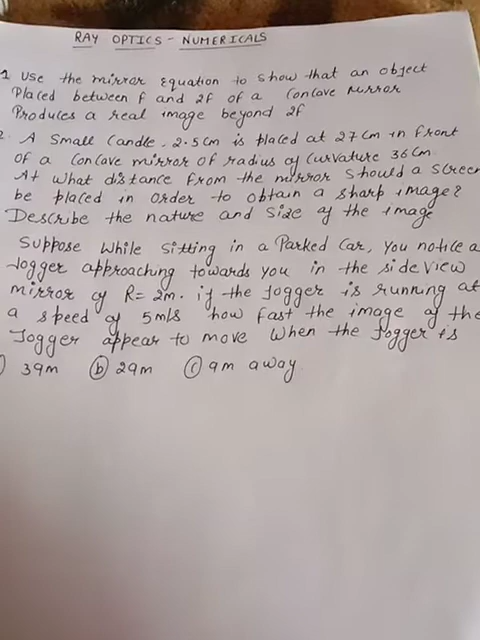 RAY OPTICS - NUMERICALS
1 Use the mirror Equation to show that an object
Placed between f and 2f of a Concave Mirror
Produces a real image beyond 2f
2. A Small Candle. 2.5cm is placed at 27cm in front
of a Concave mirror of radius of Curvature 36cm.
At what distance from the mirror should a screen
be placed in order to obtain a sharp image?
Describe the nature and size of the image
Suppose while sitting in a Parked Car, you notice a
Jogger approaching towards you in the side view
mirror of R= 2m. if the Jogger is running at
a speed of 5m/s how fast the image of the
Jogger appear to move when the Jogger is
) 39m (b) 29m (c) 9m away.